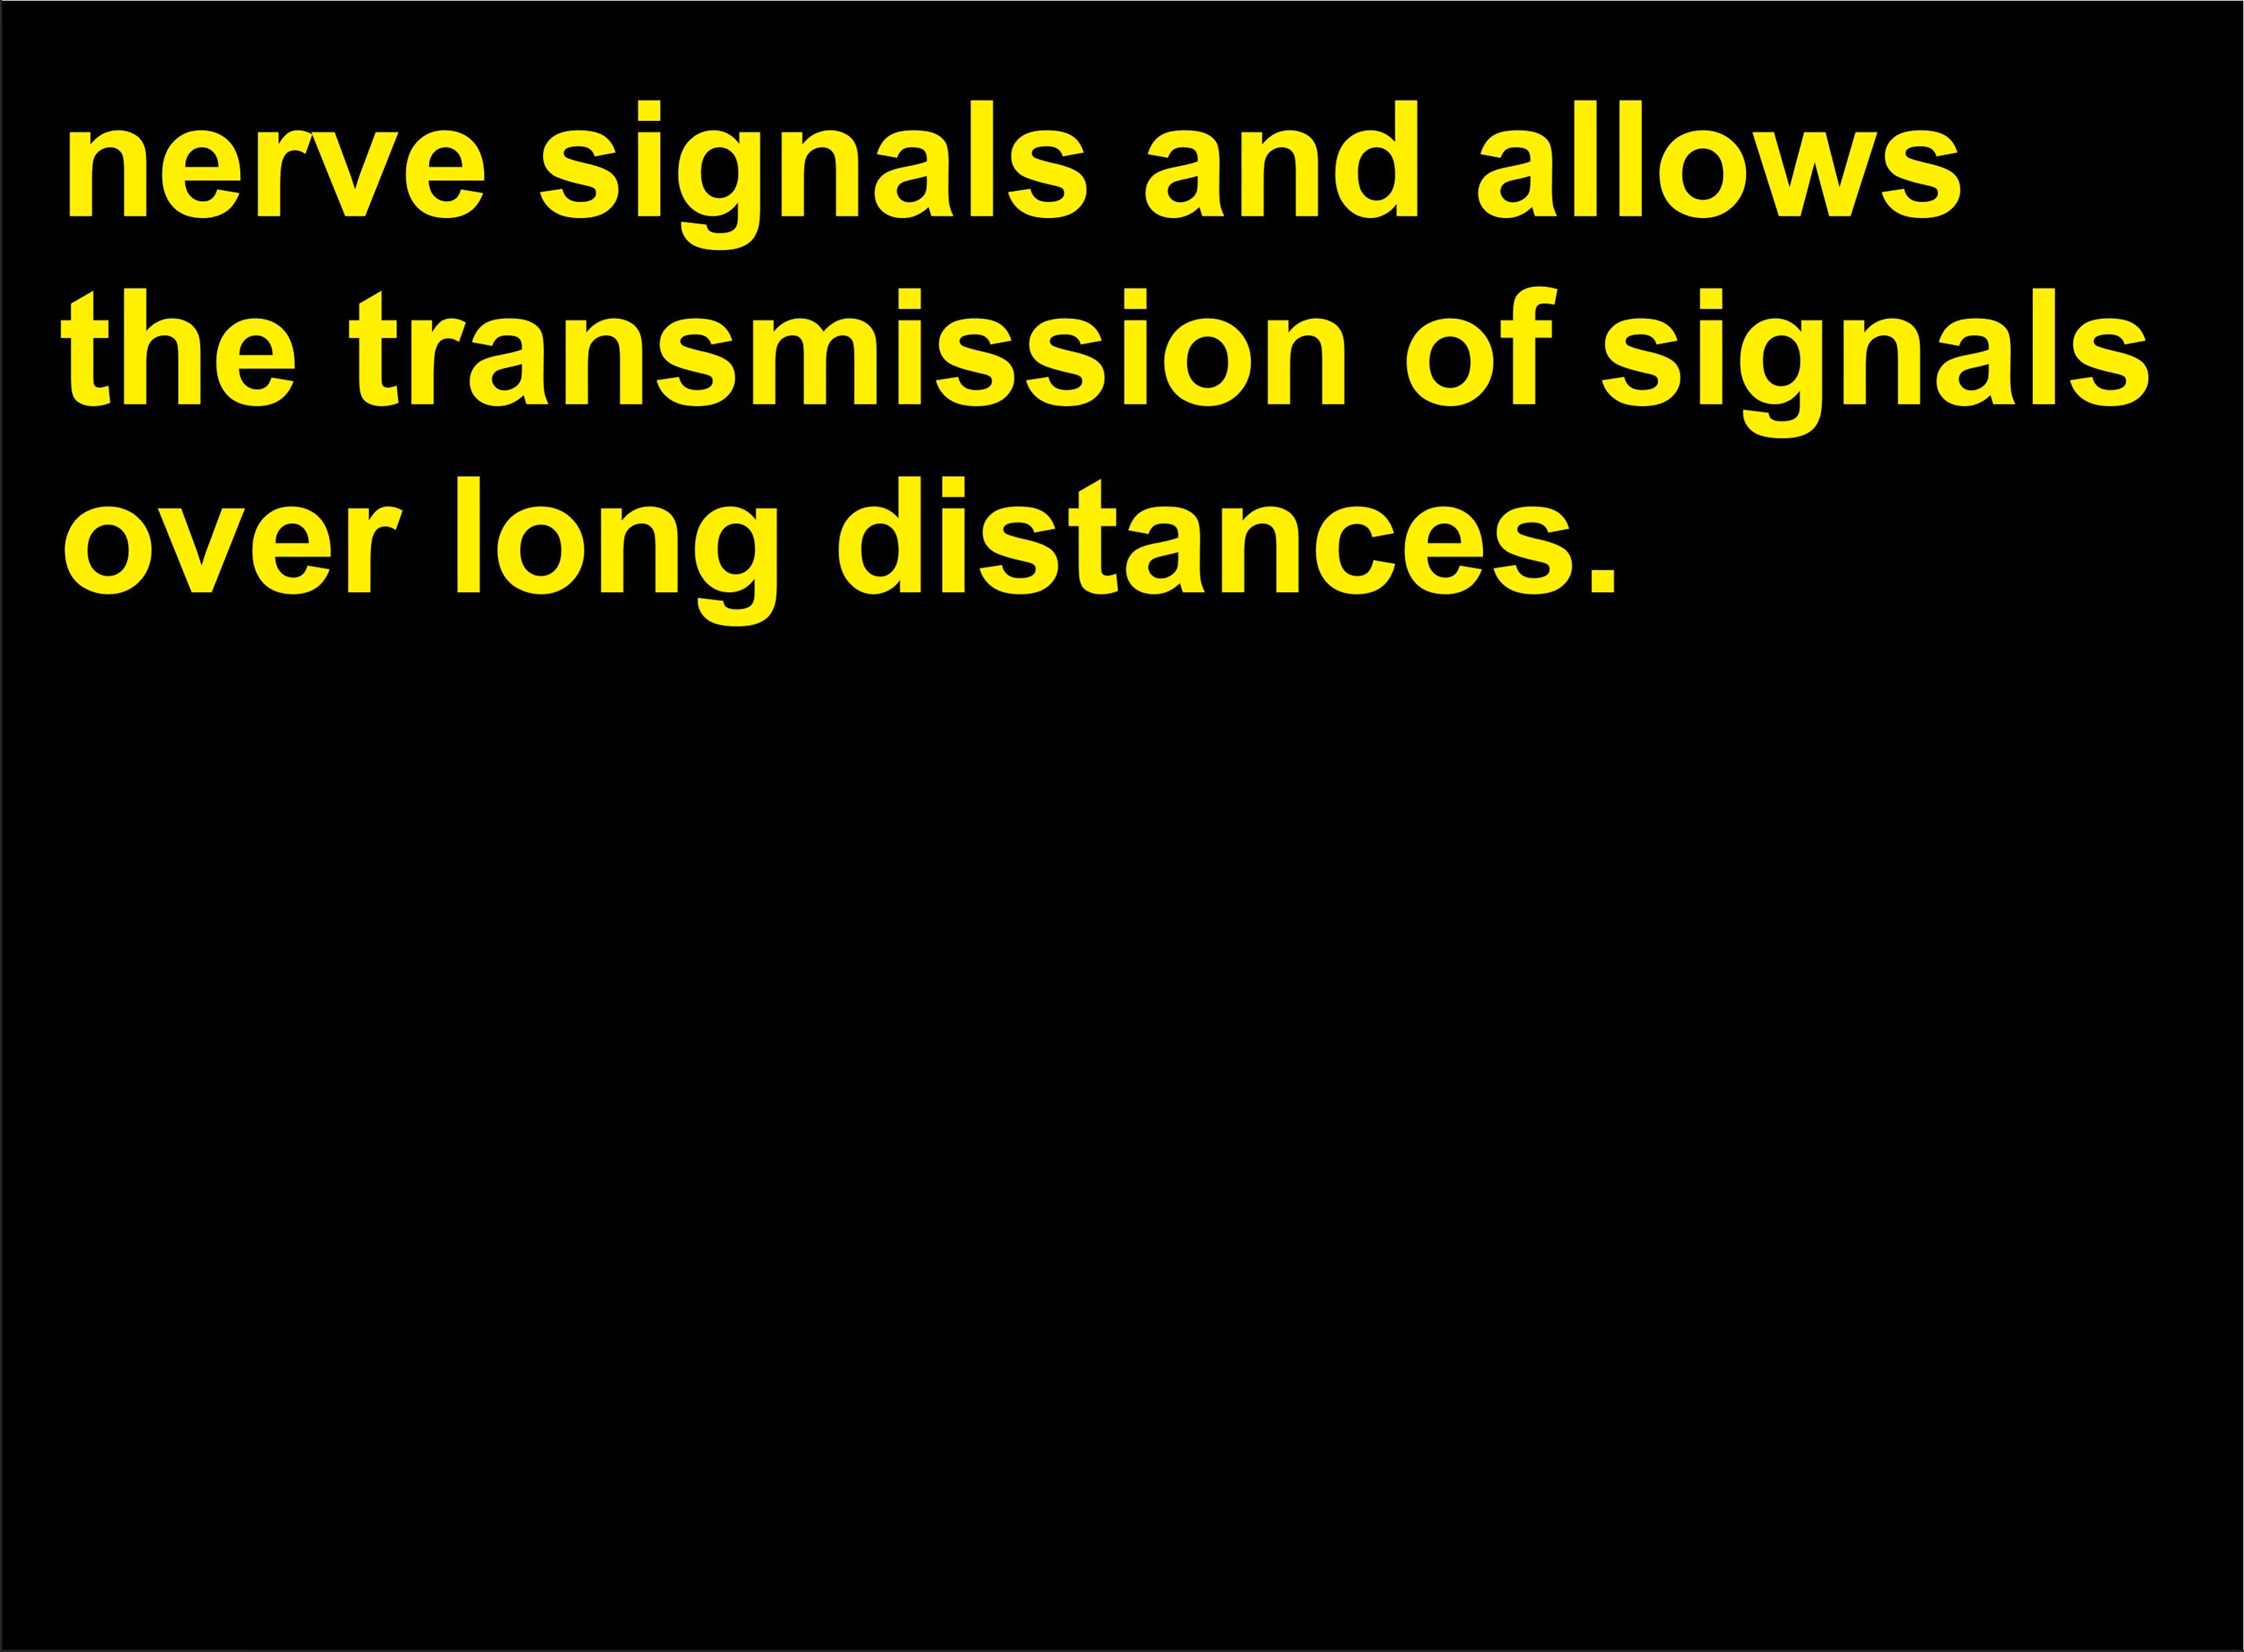 nerve signals and allows
the transmission of signals
over long distances.